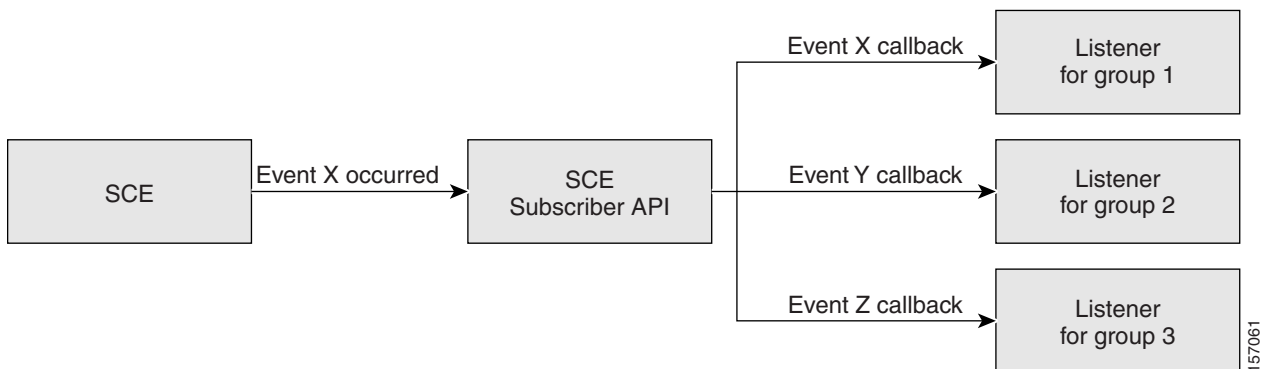 Event X callback
Listener
for group 1
SCE
Event X occurred
SCE
Subscriber API
Event Y callback
Listener
for group 2
Event Z callback
Listener
for group 3
157061